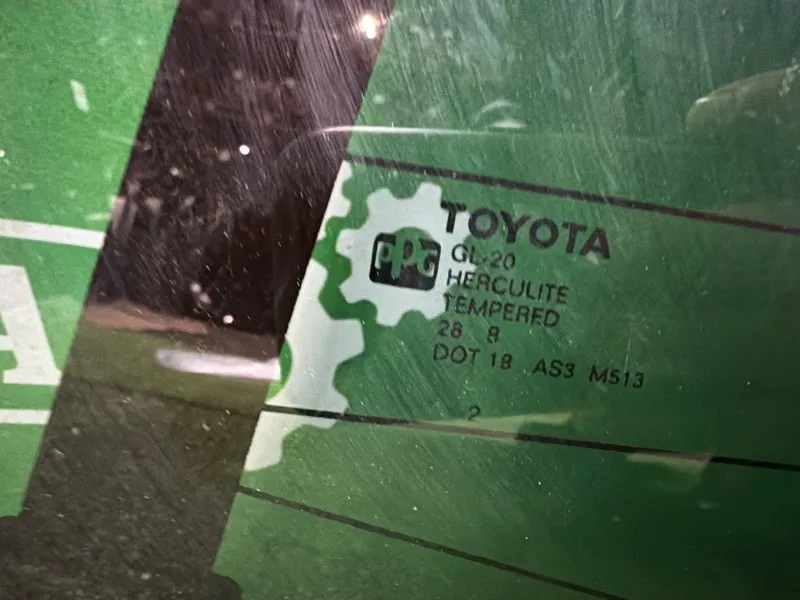 TOYOTA
PPG
GL-20
HERCULITE
TEMPERED
28 8
DOT 18 AS3 M513
2
A